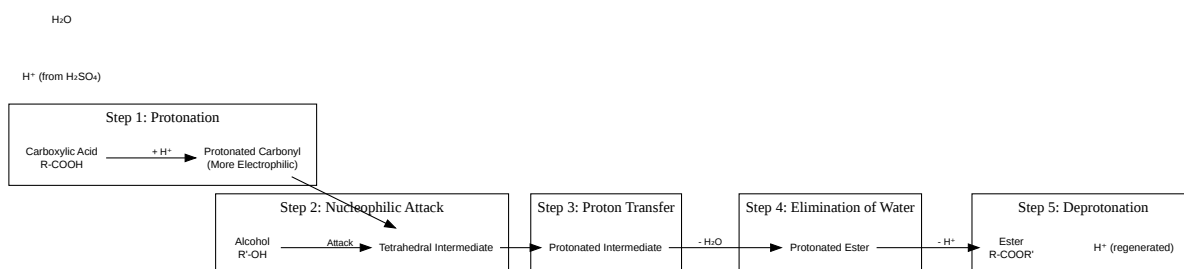 H₂O
H⁺ (from H₂SO₄)
Step 1: Protonation
Carboxylic Acid
R-COOH
+ H⁺
Protonated Carbonyl
(More Electrophilic)
Step 2: Nucleophilic Attack
Alcohol
R'-OH
Attack
Tetrahedral Intermediate
Step 3: Proton Transfer
Protonated Intermediate
- H₂O
Step 4: Elimination of Water
Protonated Ester
- H⁺
Step 5: Deprotonation
Ester
R-COOR'
H⁺ (regenerated)